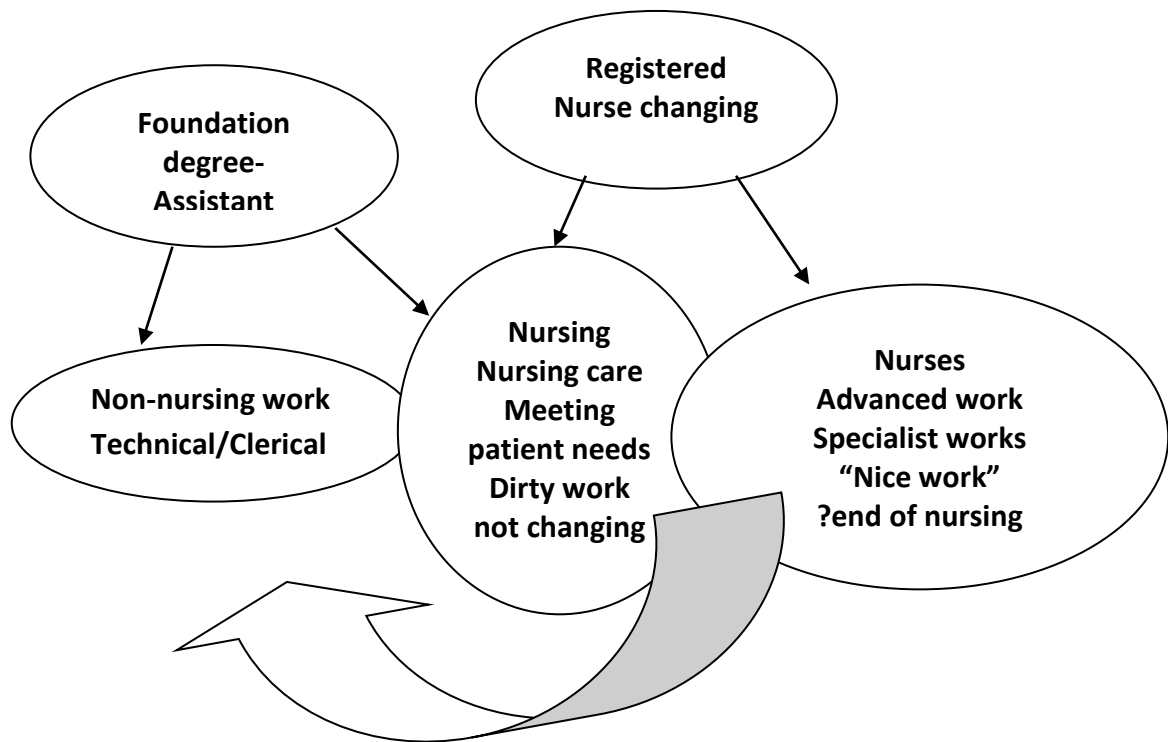 Foundation
degree-
Assistant
Registered
Nurse changing
Non-nursing work
Technical/Clerical
Nursing
Nursing care
Meeting
patient needs
Dirty work
not changing
Nurses
Advanced work
Specialist works
“Nice work”
?end of nursing